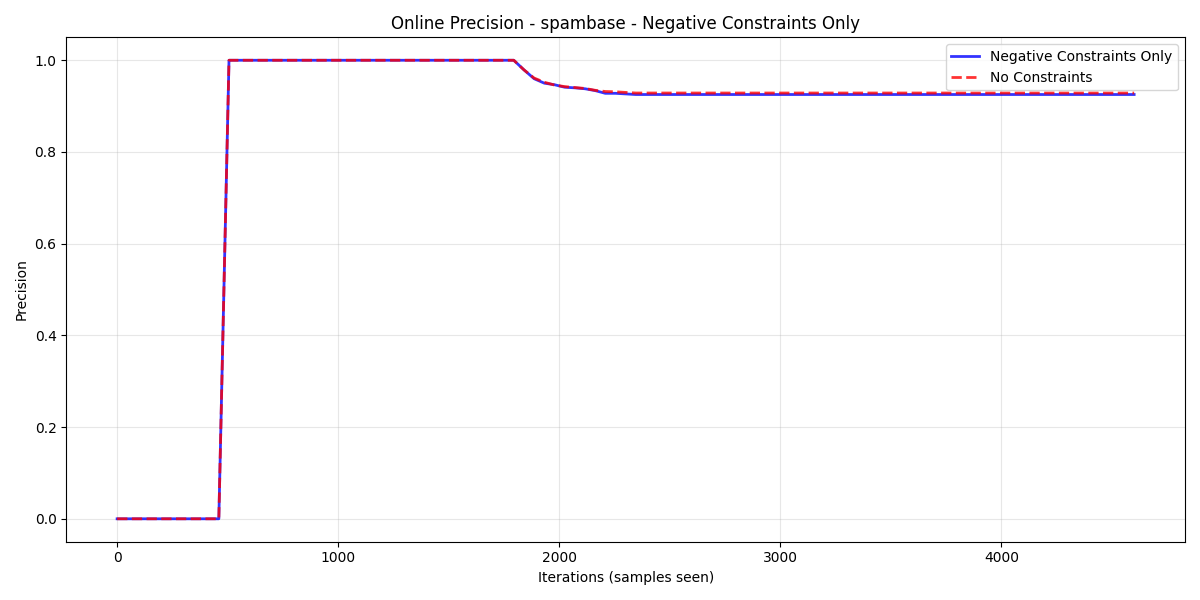 Online Precision - spambase - Negative Constraints Only
Negative Constraints Only
No Constraints
1.0
0.8
0.6
0.4
0.2
0.0
Precision
0 1000 2000 3000 4000
Iterations (samples seen)